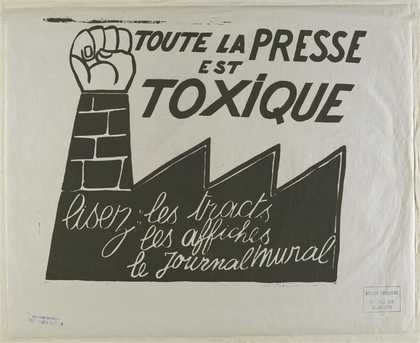 TOUTE LA PRESSE
EST
TOXIQUE
lisez: les tracts
les affiches
le journal mural